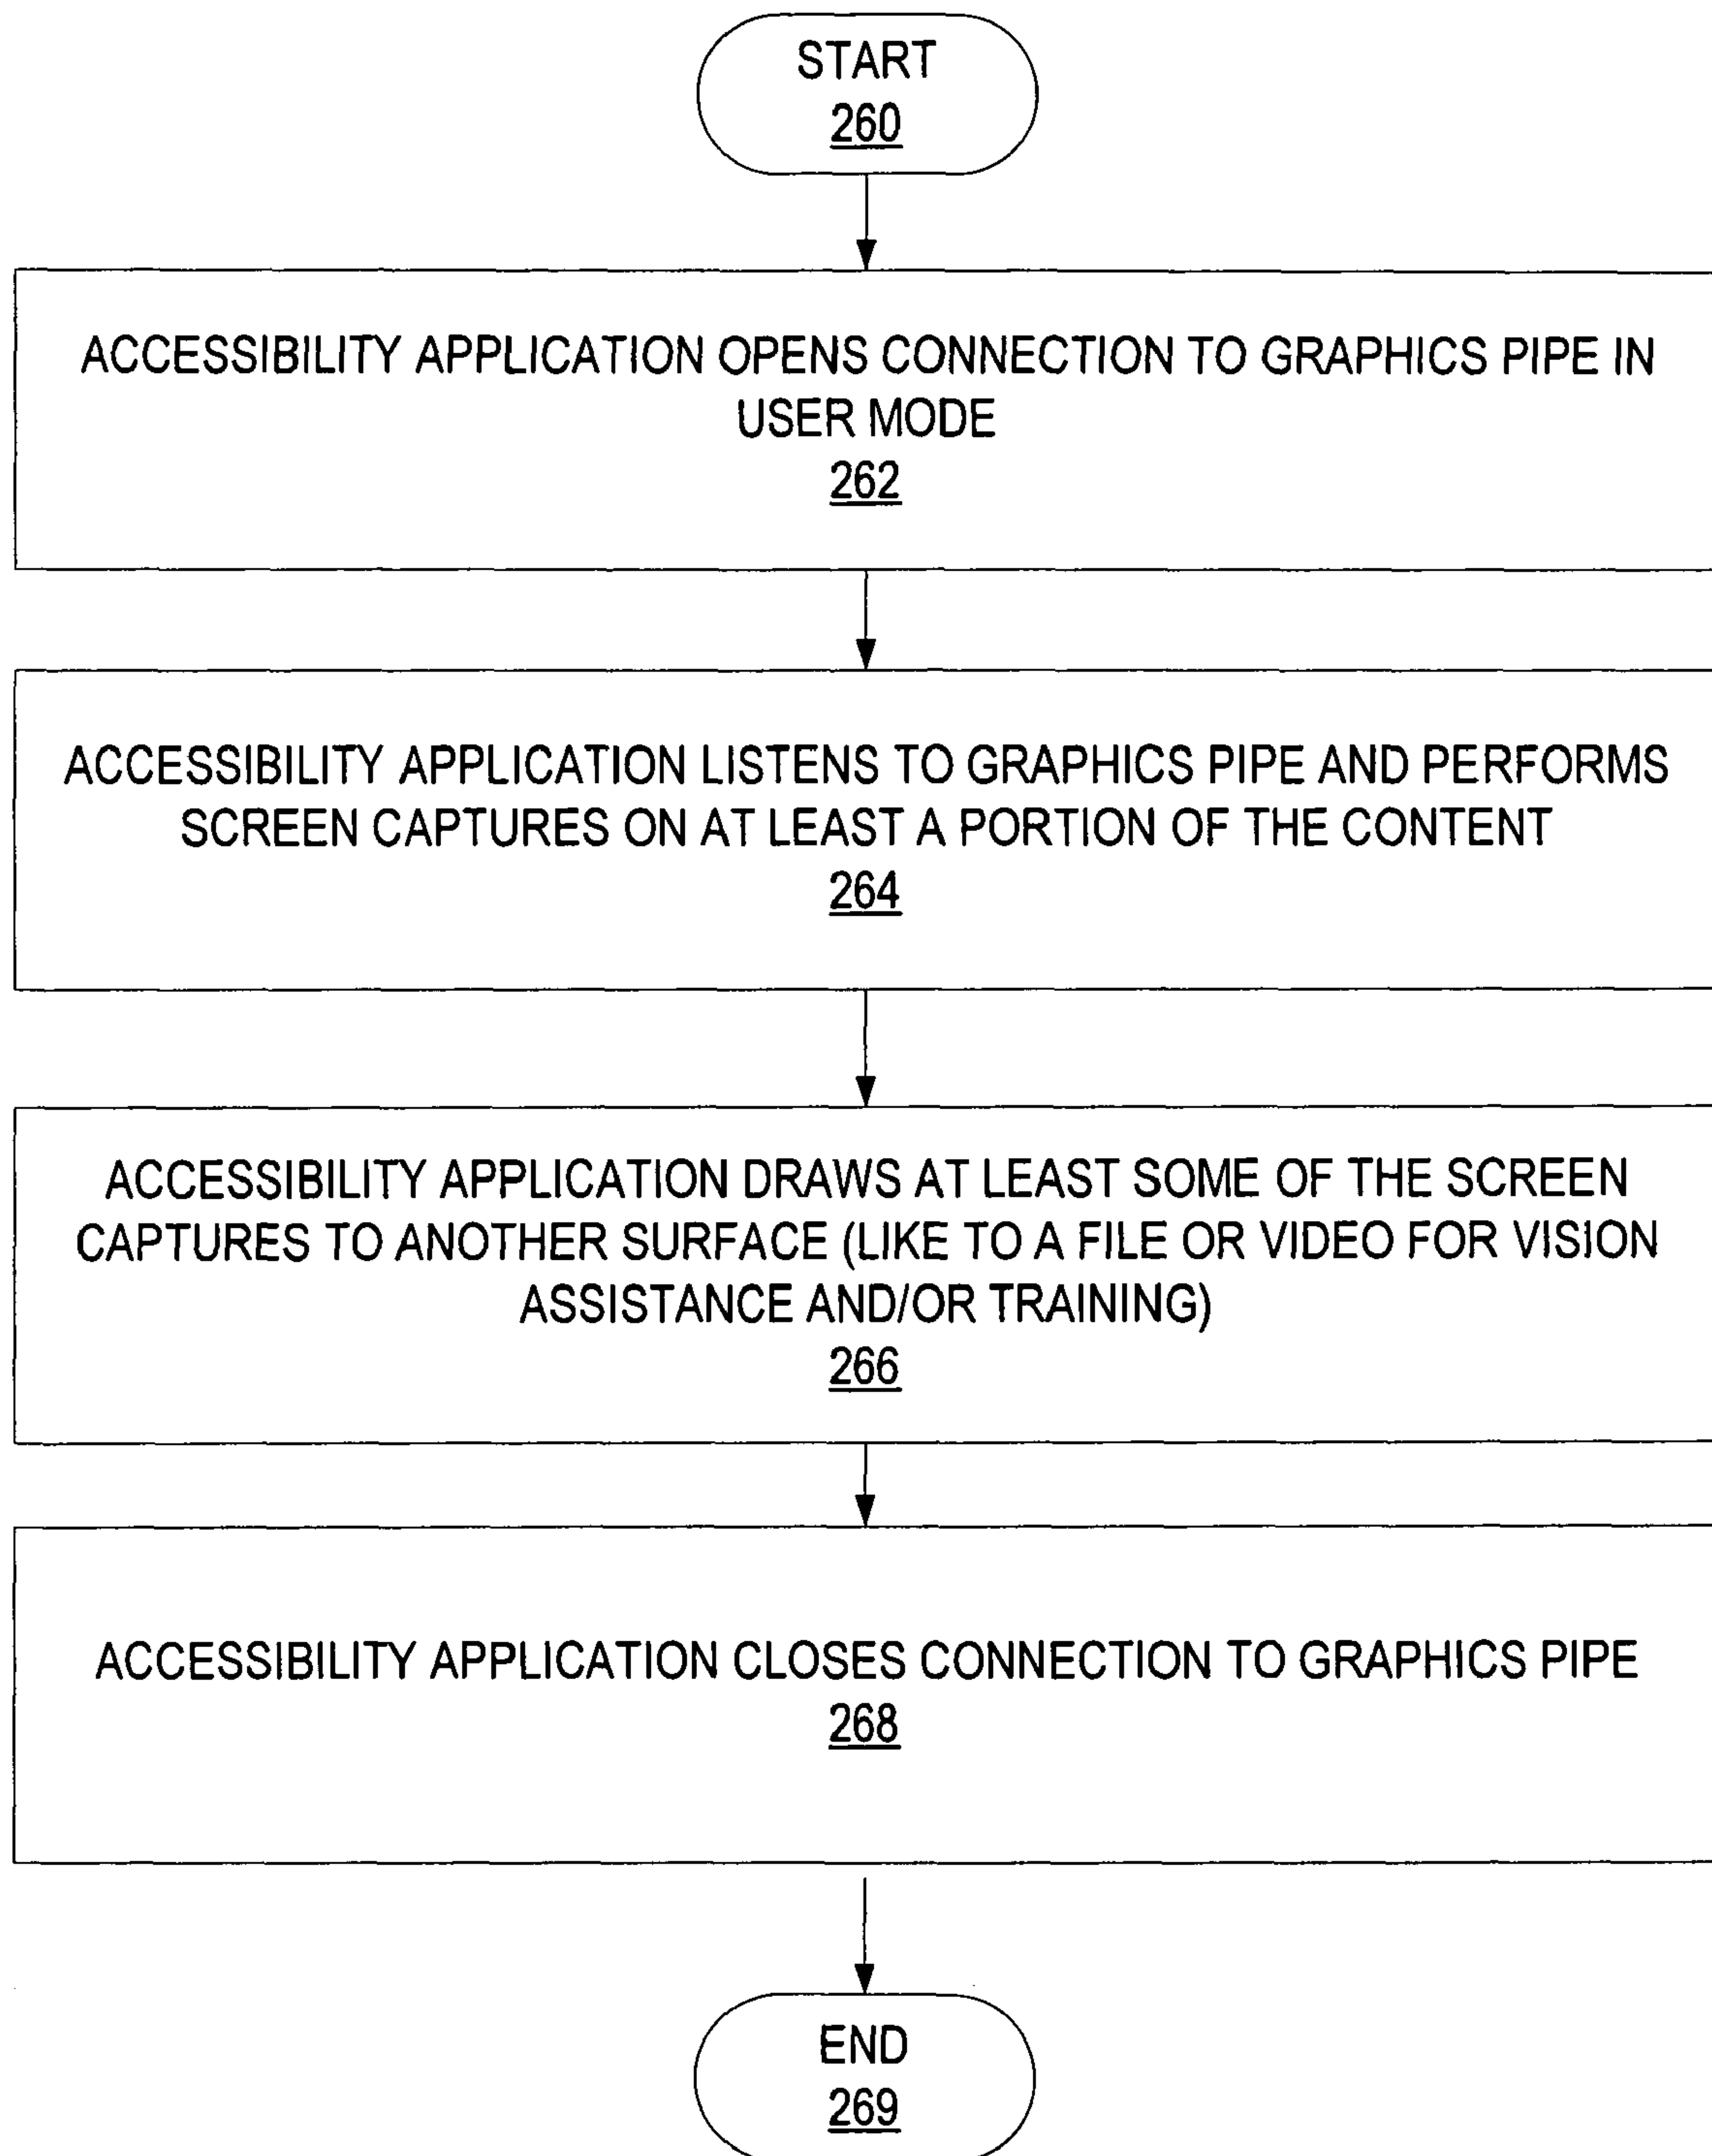 START
260
ACCESSIBILITY APPLICATION OPENS CONNECTION TO GRAPHICS PIPE IN
USER MODE
262
ACCESSIBILITY APPLICATION LISTENS TO GRAPHICS PIPE AND PERFORMS
SCREEN CAPTURES ON AT LEAST A PORTION OF THE CONTENT
264
ACCESSIBILITY APPLICATION DRAWS AT LEAST SOME OF THE SCREEN
CAPTURES TO ANOTHER SURFACE (LIKE TO A FILE OR VIDEO FOR VISION
ASSISTANCE AND/OR TRAINING)
266
ACCESSIBILITY APPLICATION CLOSES CONNECTION TO GRAPHICS PIPE
268
END
269